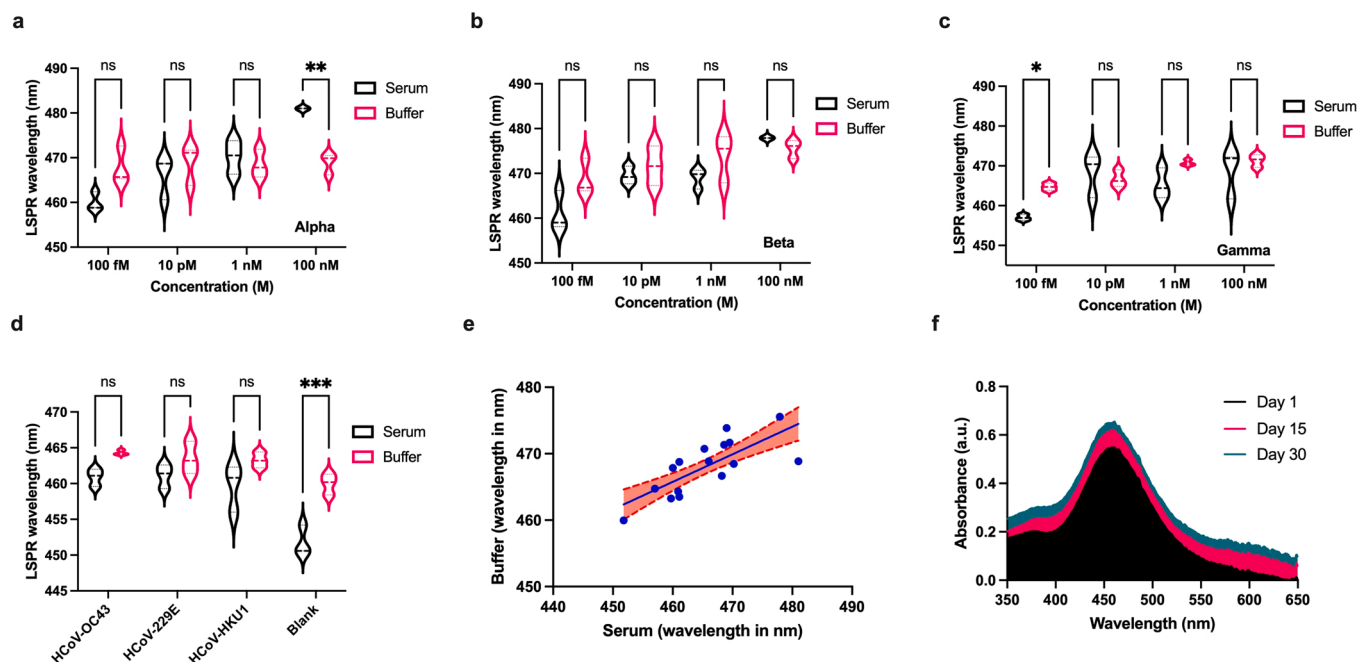 a
ns
ns
ns
**
490
480
470
460
450
LSPR wavelength (nm)
Serum
Buffer
Alpha
100 fM
10 pM
1 nM
100 nM
Concentration (M)
b
ns
ns
ns
ns
490
480
470
460
450
LSPR wavelength (nm)
Serum
Buffer
Beta
100 fM
10 pM
1 nM
100 nM
Concentration (M)
c
*
ns
ns
ns
490
480
470
460
450
LSPR wavelength (nm)
Serum
Buffer
Gamma
100 fM
10 pM
1 nM
100 nM
Concentration (M)
d
ns
ns
ns
***
470
465
460
455
450
445
LSPR wavelength (nm)
Serum
Buffer
HCoV-OC43
HCoV-229E
HCoV-HKU1
Blank
e
480
470
460
450
Buffer (wavelength in nm)
440
450
460
470
480
490
Serum (wavelength in nm)
f
0.8
0.6
0.4
0.2
0.0
Absorbance (a.u.)
Day 1
Day 15
Day 30
350
400
450
500
550
600
650
Wavelength (nm)